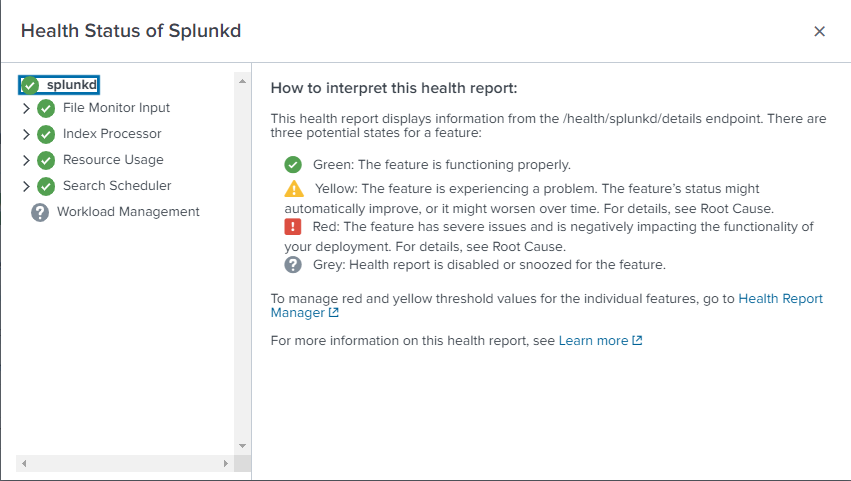 Health Status of Splunkd
splunkd
File Monitor Input
Index Processor
Resource Usage
Search Scheduler
Workload Management
How to interpret this health report:
This health report displays information from the /health/splunkd/details endpoint. There are
three potential states for a feature:
Green: The feature is functioning properly.
Yellow: The feature is experiencing a problem. The feature's status might
automatically improve, or it might worsen over time. For details, see Root Cause.
Red: The feature has severe issues and is negatively impacting the functionality of
your deployment. For details, see Root Cause.
Grey: Health report is disabled or snoozed for the feature.
To manage red and yellow threshold values for the individual features, go to Health Report
Manager
For more information on this health report, see Learn more